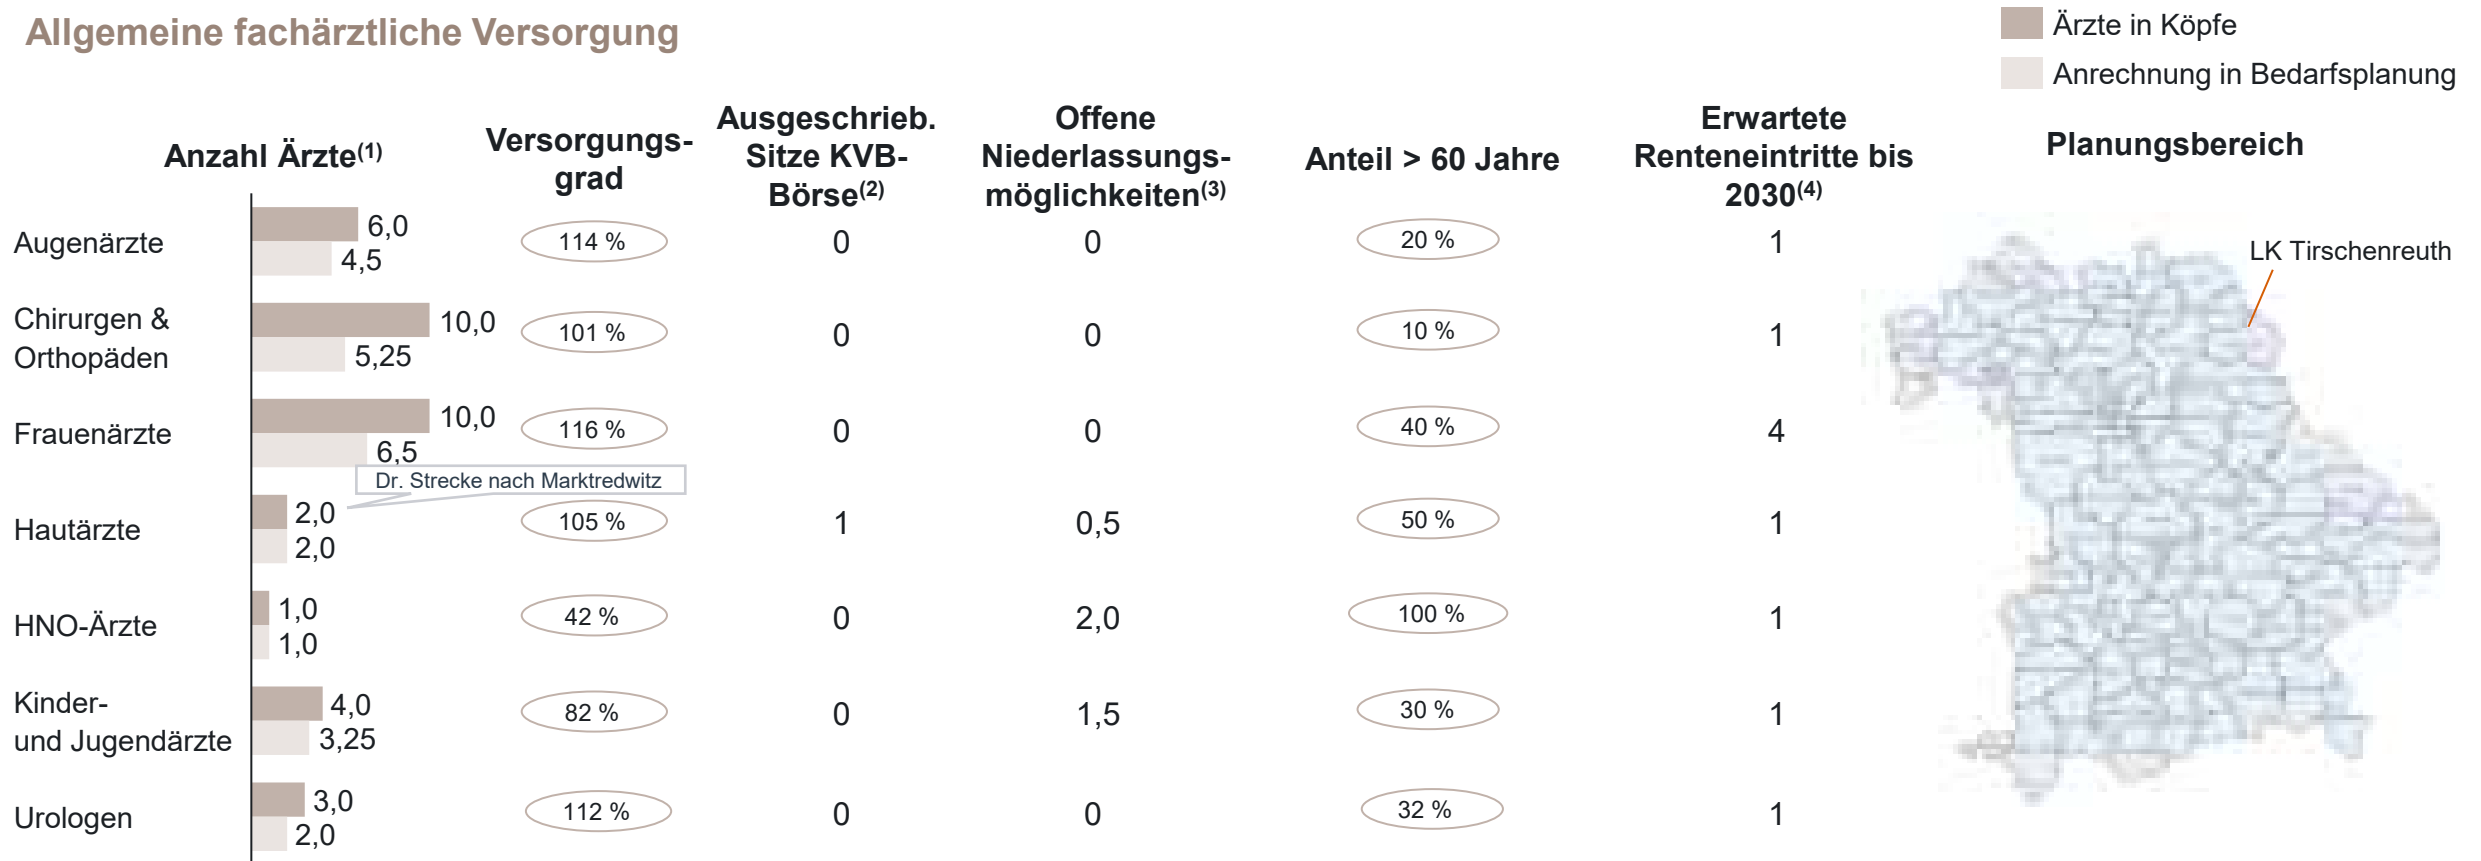 Allgemeine fachärztliche Versorgung
Ärzte in Köpfe
Anrechnung in Bedarfsplanung
Anzahl Ärzte(1)
Versorgungs-
grad
Ausgeschrieb.
Sitze KVB-
Börse(2)
Offene
Niederlassungs-
möglichkeiten(3)
Anteil > 60 Jahre
Erwartete
Renteneintritte bis
2030(4)
Planungsbereich
Augenärzte
6,0
4,5
114 %
0
0
20 %
1
LK Tirschenreuth
Chirurgen &
Orthopäden
10,0
5,25
101 %
0
0
10 %
1
Frauenärzte
10,0
6,5
116 %
0
0
40 %
4
Dr. Strecke nach Marktredwitz
Hautärzte
2,0
2,0
105 %
1
0,5
50 %
1
HNO-Ärzte
1,0
1,0
42 %
0
2,0
100 %
1
Kinder-
und Jugendärzte
4,0
3,25
82 %
0
1,5
30 %
1
Urologen
3,0
2,0
112 %
0
0
32 %
1